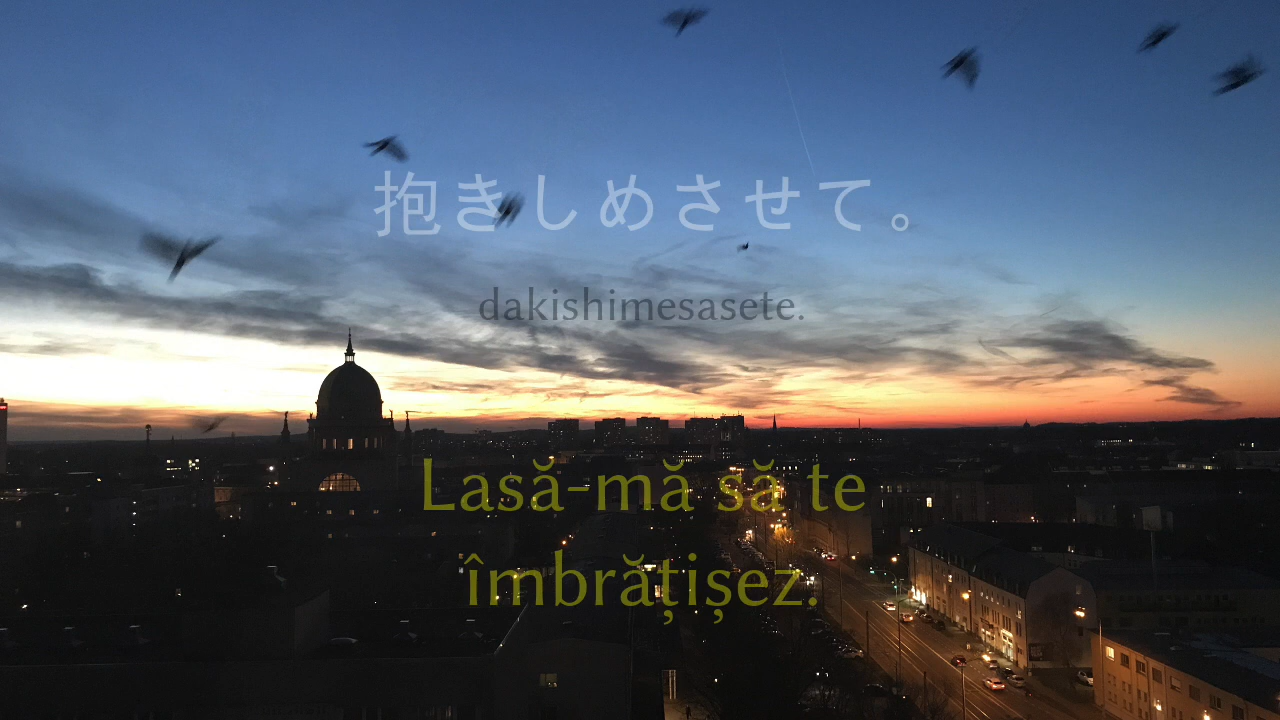 抱きしめさせて。
dakishimesasete.
Lasă-mă să te
îmbrățișez.